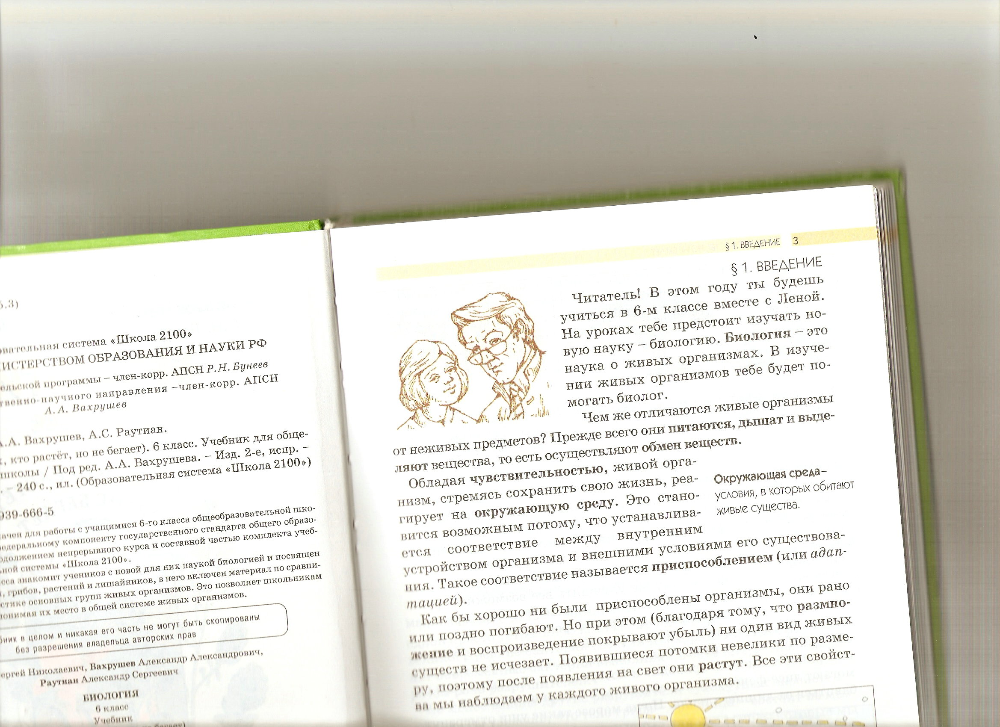 5.3)
овательная система «Школа 2100»
ИСТЕРСТВОМ ОБРАЗОВАНИЯ И НАУКИ РФ
ельской программы – член-корр. АПСН Р.Н. Бунеев
твенно-научного направления –член-корр. АПСН
А.А. Вахрушев
А.А. Вахрушев, А.С. Раутиан.
, кто растёт, но не бегает). 6 класс. Учебник для обще-
школы / Под ред. А.А. Вахрушева. – Изд. 2-е, испр. –
. – 240 с., ил. (Образовательная система «Школа 2100»)
939-666-5
ачен для работы с учащимися 6-го класса общеобразовательной шко-
едеральному компоненту государственного стандарта общего образо-
одолжением непрерывного курса и составной частью комплекта учеб-
ной системы «Школа 2100».
сса знакомит учеников с новой для них наукой биологией и посвящен
, грибов, растений и лишайников, в него включен материал по сравни-
стике основных групп живых организмов. Это позволяет школьникам
онимая их место в общей системе живых организмов.
ник в целом и никакая его часть не могут быть скопированы
без разрешения владельца авторских прав
ергей Николаевич, Вахрушев Александр Александрович,
Раутиан Александр Сергеевич
БИОЛОГИЯ
6 класс
Учебник
§ 1. ВВЕДЕНИЕ 3
§ 1. ВВЕДЕНИЕ
Читатель! В этом году ты будешь
учиться в 6-м классе вместе с Леной.
На уроках тебе предстоит изучать но-
вую науку – биологию. Биология – это
наука о живых организмах. В изуче-
нии живых организмов тебе будет по-
могать биолог.
Чем же отличаются живые организмы
от неживых предметов? Прежде всего они питаются, дышат и выде-
ляют вещества, то есть осуществляют обмен веществ.
Обладая чувствительностью, живой орга-
низм, стремясь сохранить свою жизнь, реа-
гирует на окружающую среду. Это стано-
вится возможным потому, что устанавлива-
ется соответствие между внутренним
устройством организма и внешними условиями его существова-
ния. Такое соответствие называется приспособлением (или адап-
тацией).
Окружающая среда–
условия, в которых обитают
живые существа.
Как бы хорошо ни были приспособлены организмы, они рано
или поздно погибают. Но при этом (благодаря тому, что размно-
жение и воспроизведение покрывают убыль) ни один вид живых
существ не исчезает. Появившиеся потомки невелики по разме-
ру, поэтому после появления на свет они растут. Все эти свойст-
ва мы наблюдаем у каждого живого организма.